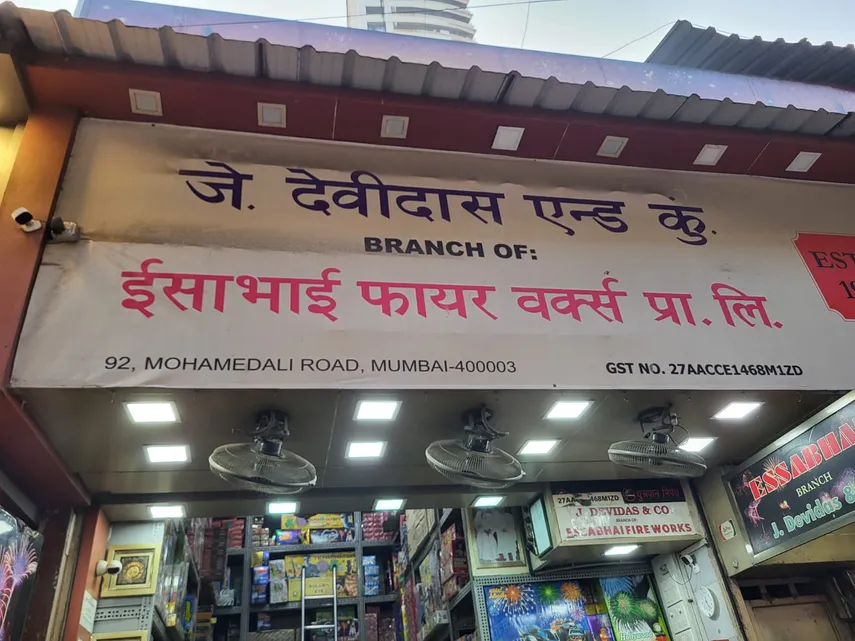 जे. देवीदास एन्ड कुं.
BRANCH OF:
ईसाभाई फायर वर्क्स प्रा. लि.
92, MOHAMEDALI ROAD, MUMBAI-400003
GST NO. 27AACCE1468M1ZD
J. DEVIDAS & CO
ESSABHAI FIRE WORKS
ESSABHA
BRANCH
J. Devidas &